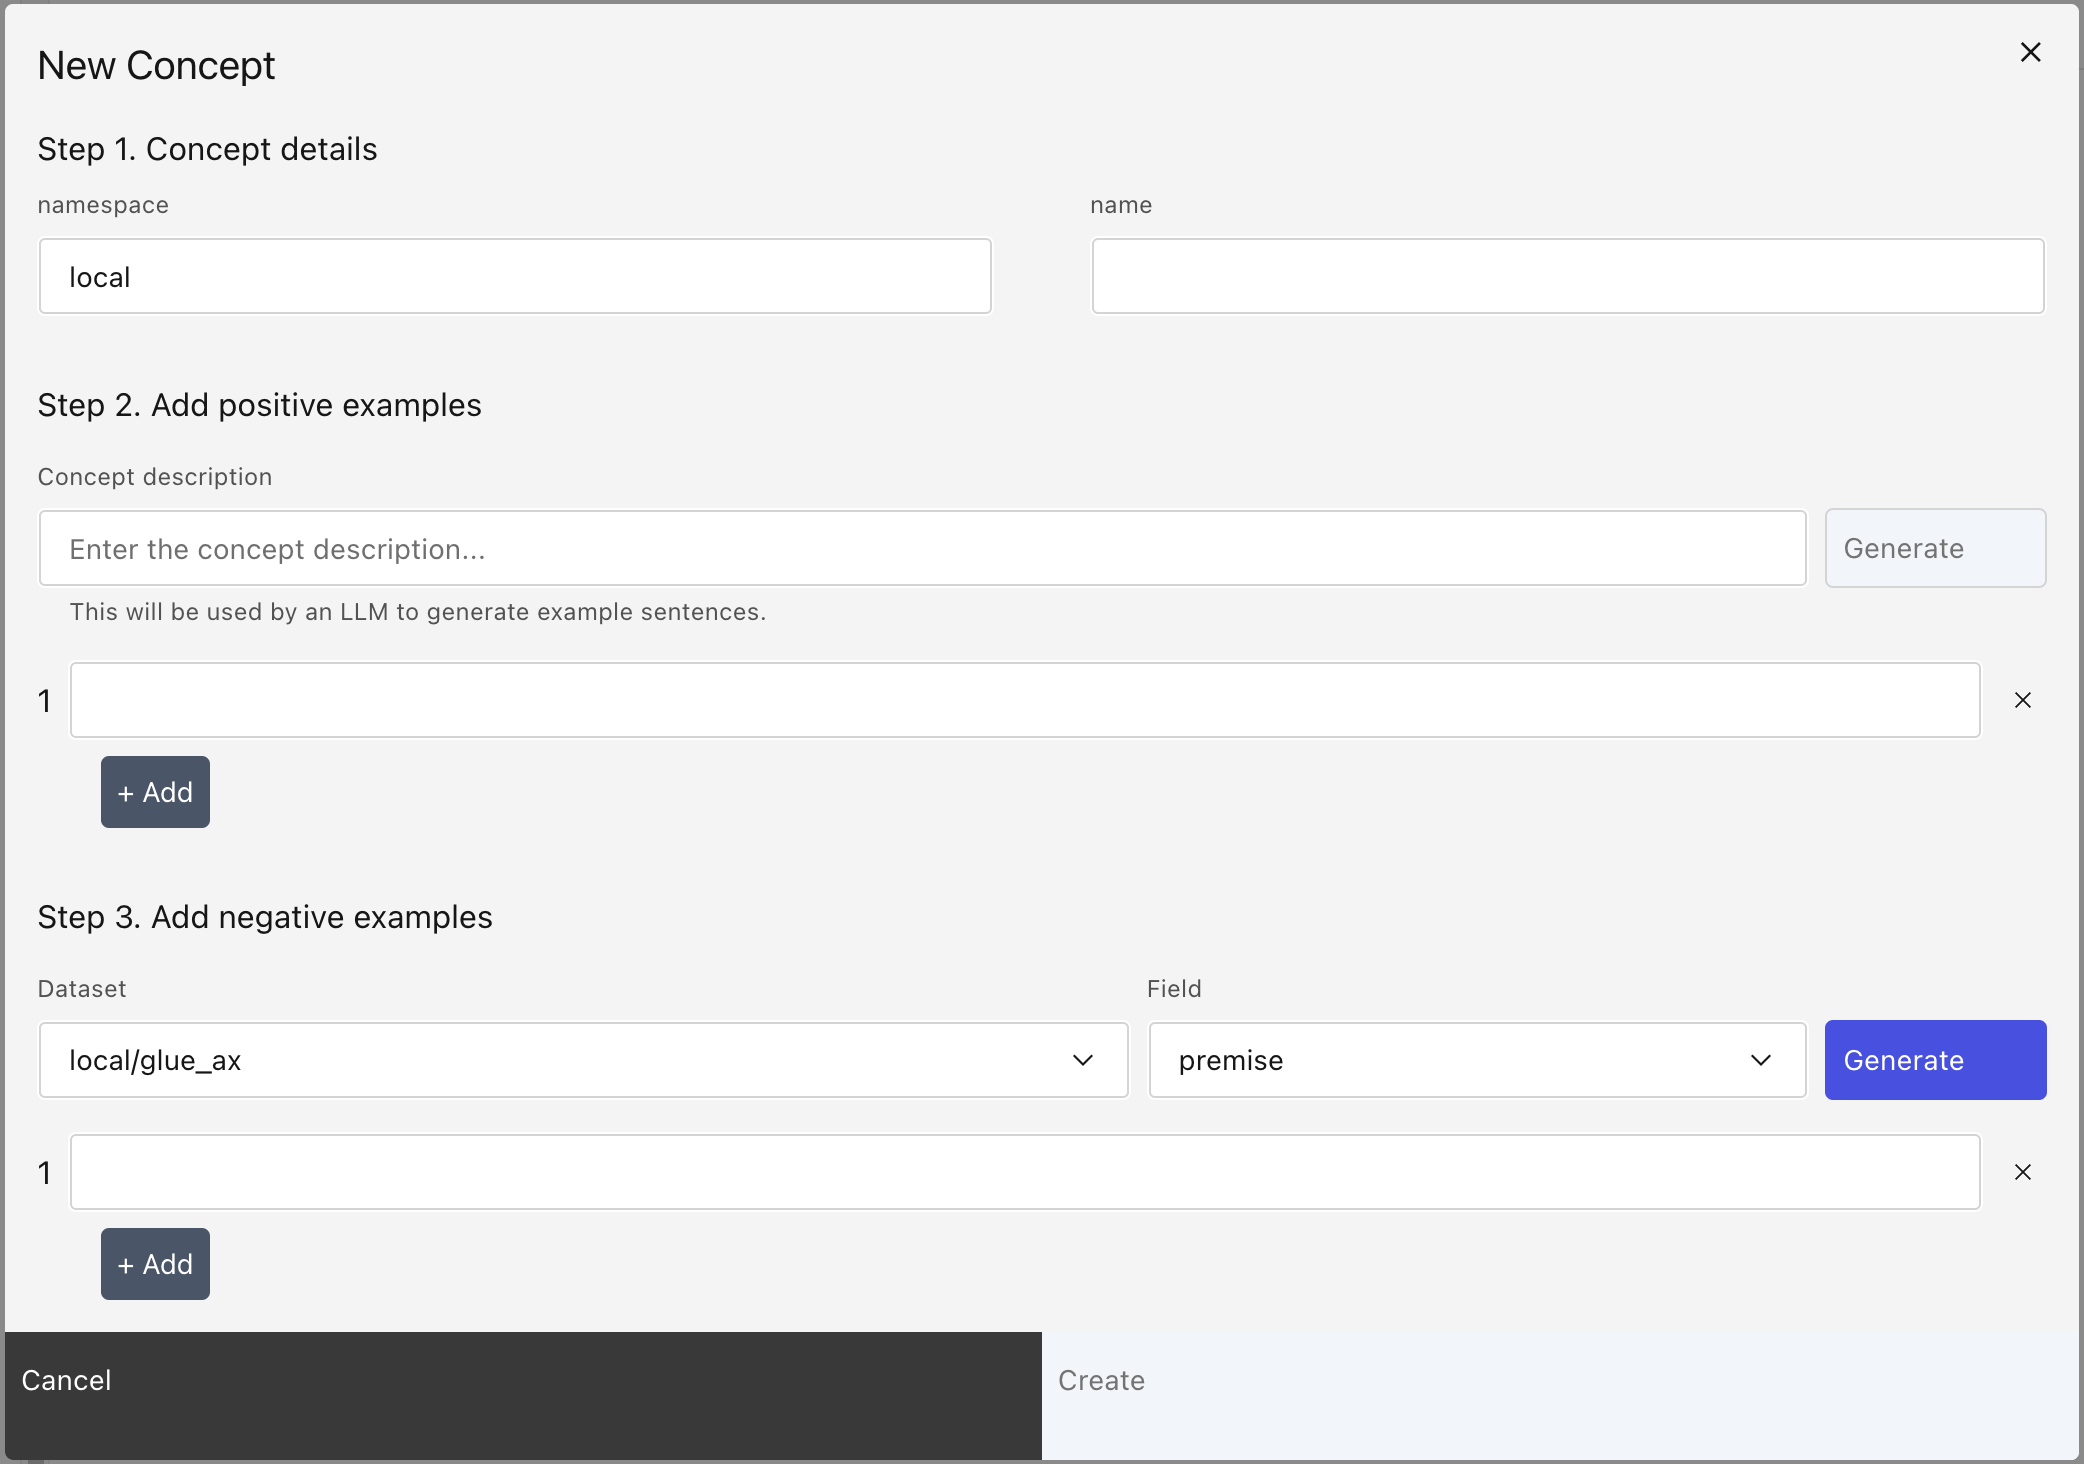 New Concept
Step 1. Concept details
namespace
name
local
Step 2. Add positive examples
Concept description
Enter the concept description...
Generate
This will be used by an LLM to generate example sentences.
1
+ Add
Step 3. Add negative examples
Dataset
Field
local/glue_ax
premise
Generate
1
+ Add
Cancel
Create